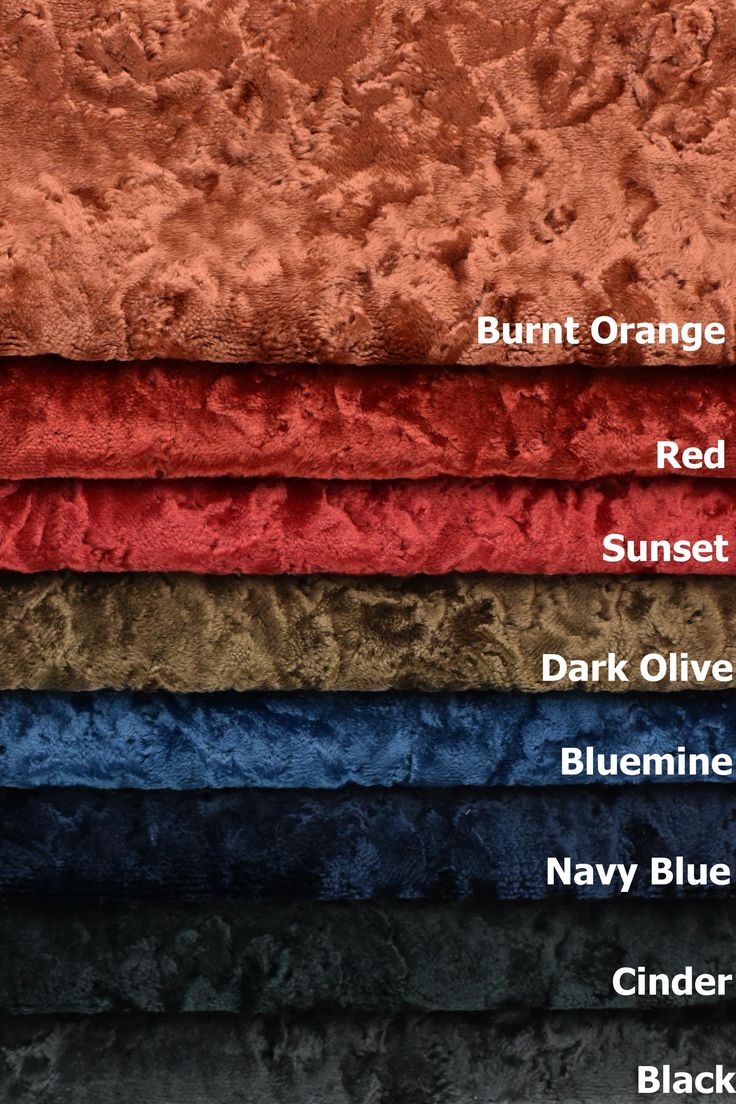 Burnt Orange
Red
Sunset
Dark Olive
Bluemine
Navy Blue
Cinder
Black